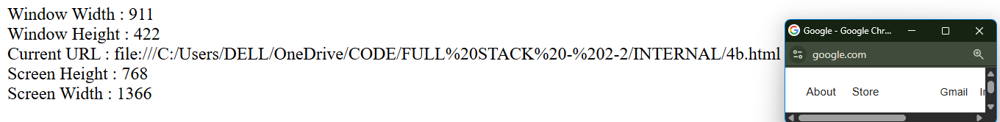 Window Width : 911
Window Height : 422
Current URL : file:///C:/Users/DELL/OneDrive/CODE/FULL%20STACK%20-%202-2/INTERNAL/4b.html
Screen Height : 768
Screen Width : 1366
Google - Google Chr...
google.com
About Store Gmail